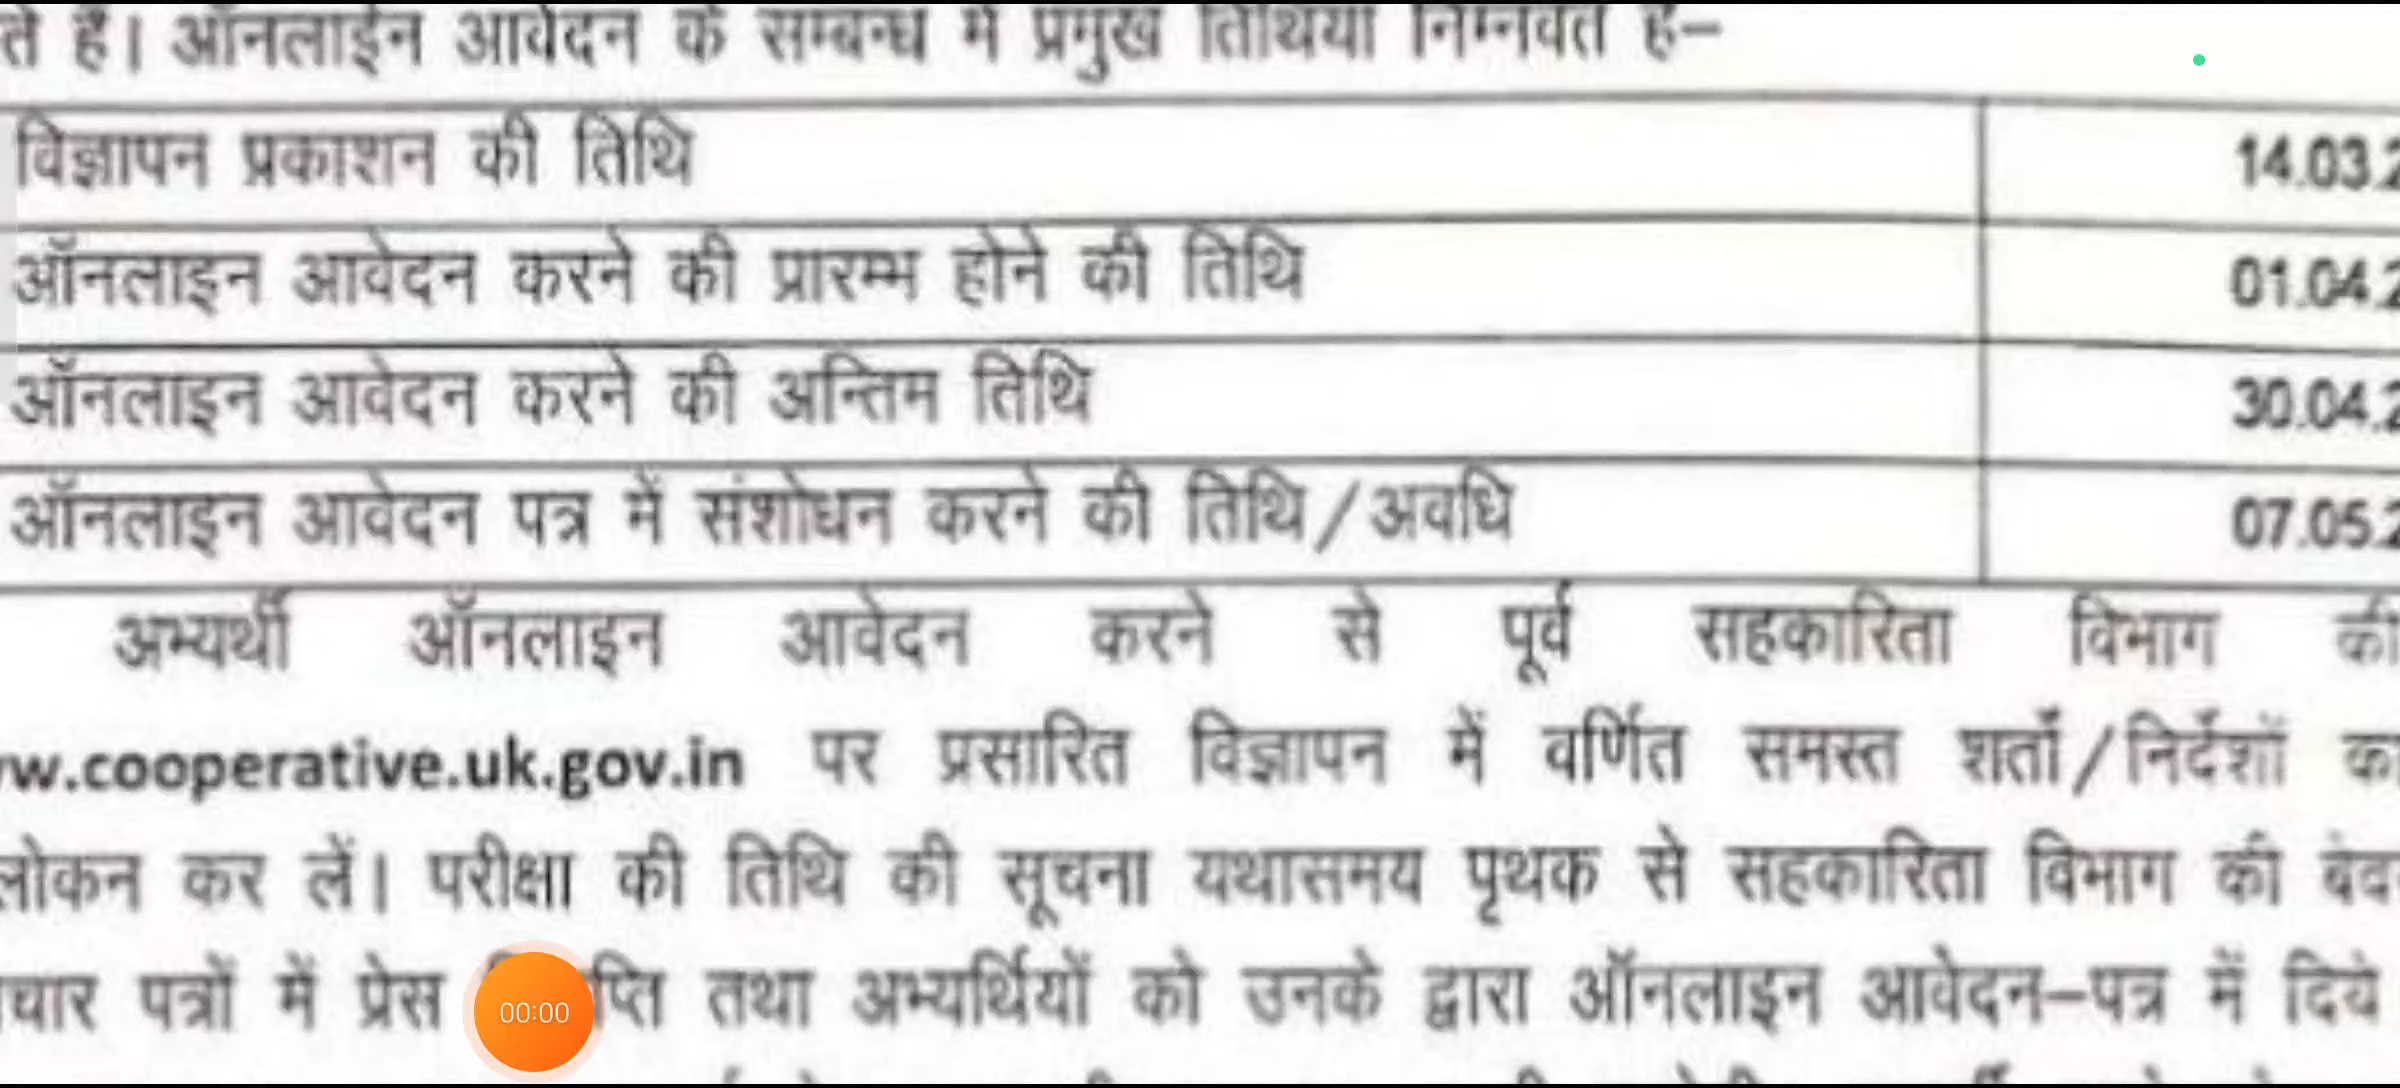 ते हैं। ऑनलाईन आवेदन के सम्बन्ध में प्रमुख तिथियां निम्नवत हैं–
विज्ञापन प्रकाशन की तिथि 14.03.2
ऑनलाइन आवेदन करने की प्रारम्भ होने की तिथि 01.04.2
ऑनलाइन आवेदन करने की अन्तिम तिथि 30.04.2
ऑनलाइन आवेदन पत्र में संशोधन करने की तिथि/अवधि 07.05.2
अभ्यर्थी ऑनलाइन आवेदन करने से पूर्व सहकारिता विभाग की
w.cooperative.uk.gov.in पर प्रसारित विज्ञापन में वर्णित समस्त शर्तों/निर्देशों का
लोकन कर लें। परीक्षा की तिथि की सूचना यथासमय पृथक से सहकारिता विभाग की
चार पत्रों में प्रेस प्ति तथा अभ्यर्थियों को उनके द्वारा ऑनलाइन आवेदन–पत्र में दिये
00:00